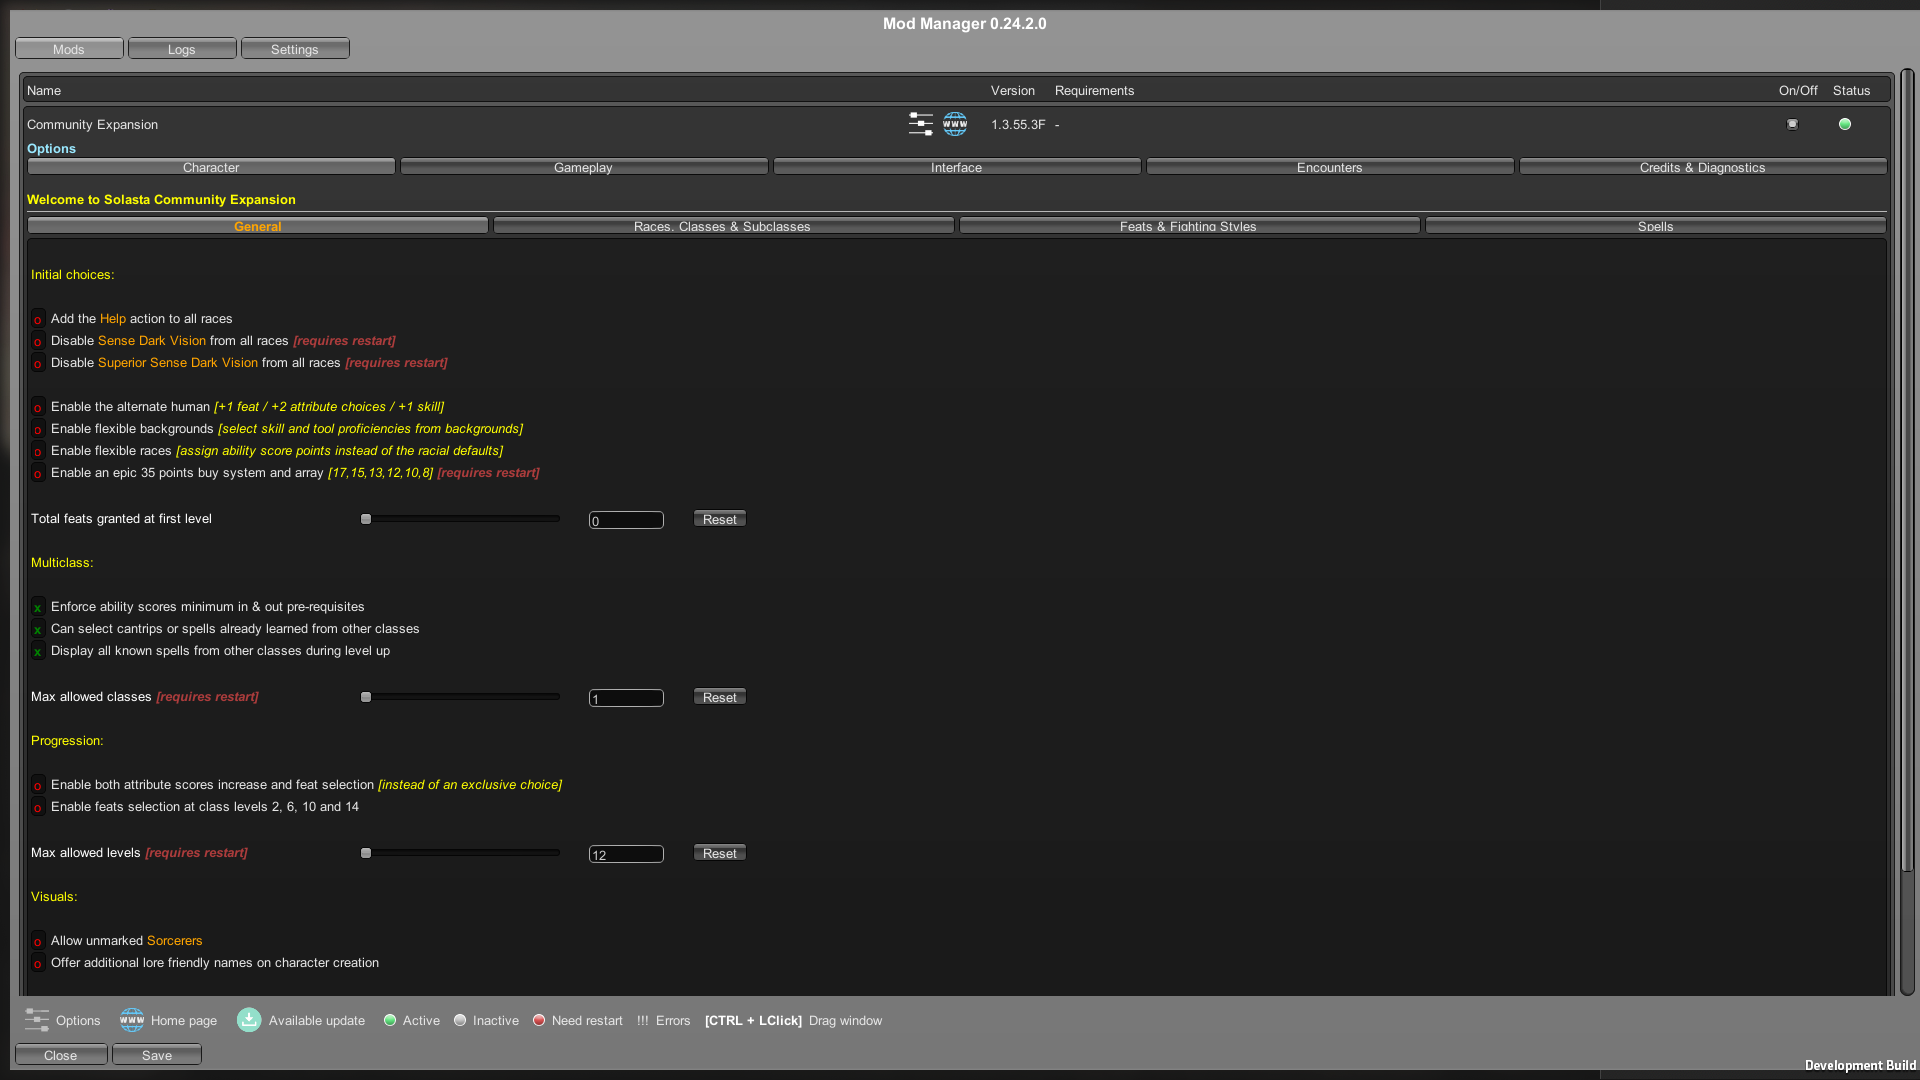 Mod Manager 0.24.2.0
Mods Logs Settings
Name Version Requirements On/Off Status
Community Expansion www 1.3.55.3F - 
Options
Character Gameplay Interface Encounters Credits & Diagnostics
Welcome to Solasta Community Expansion
General Races, Classes & Subclasses Feats & Fighting Styles Spells
Initial choices:
o Add the Help action to all races
o Disable Sense Dark Vision from all races [requires restart]
o Disable Superior Sense Dark Vision from all races [requires restart]
o Enable the alternate human [+1 feat / +2 attribute choices / +1 skill]
o Enable flexible backgrounds [select skill and tool proficiencies from backgrounds]
o Enable flexible races [assign ability score points instead of the racial defaults]
o Enable an epic 35 points buy system and array [17,15,13,12,10,8] [requires restart]
Total feats granted at first level 0 Reset
Multiclass:
x Enforce ability scores minimum in & out pre-requisites
x Can select cantrips or spells already learned from other classes
x Display all known spells from other classes during level up
Max allowed classes [requires restart] 1 Reset
Progression:
o Enable both attribute scores increase and feat selection [instead of an exclusive choice]
o Enable feats selection at class levels 2, 6, 10 and 14
Max allowed levels [requires restart] 12 Reset
Visuals:
o Allow unmarked Sorcerers
o Offer additional lore friendly names on character creation
Options www Home page Available update Active Inactive Need restart !!! Errors [CTRL + LClick] Drag window
Close Save
Development Build